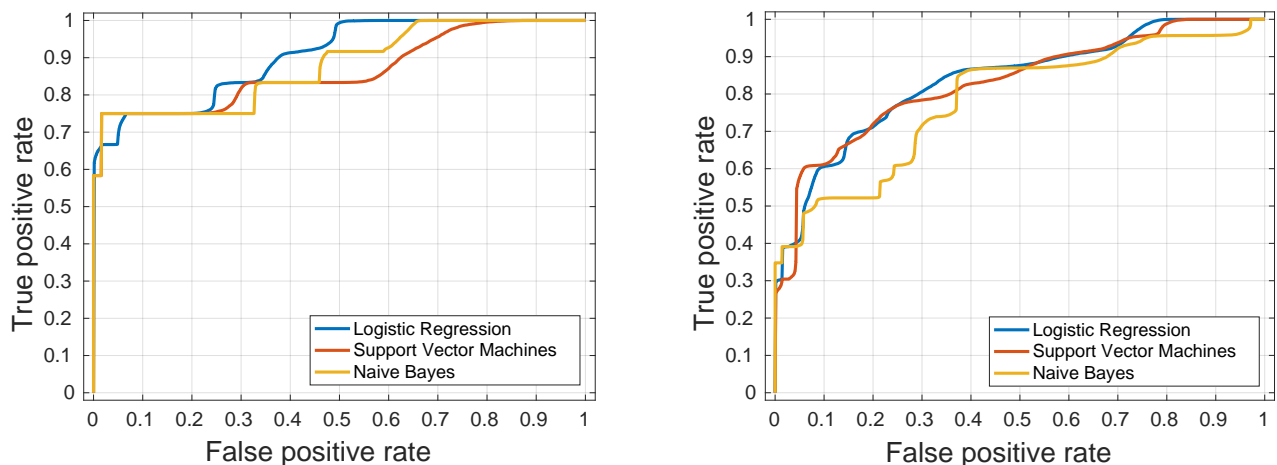 1
0.9
0.8
0.7
0.6
0.5
0.4
0.3
0.2
0.1
0
True positive rate
Logistic Regression
Support Vector Machines
Naive Bayes
0 0.1 0.2 0.3 0.4 0.5 0.6 0.7 0.8 0.9 1
False positive rate
1
0.9
0.8
0.7
0.6
0.5
0.4
0.3
0.2
0.1
0
True positive rate
Logistic Regression
Support Vector Machines
Naive Bayes
0 0.1 0.2 0.3 0.4 0.5 0.6 0.7 0.8 0.9 1
False positive rate